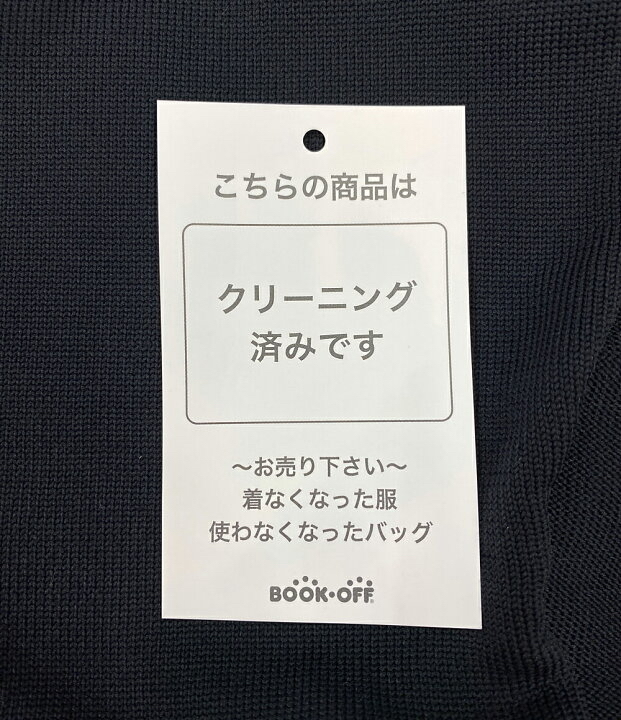 こちらの商品は
クリーニング
済みです
～お売り下さい～
着なくなった服
使わなくなったバッグ
BOOK・OFF